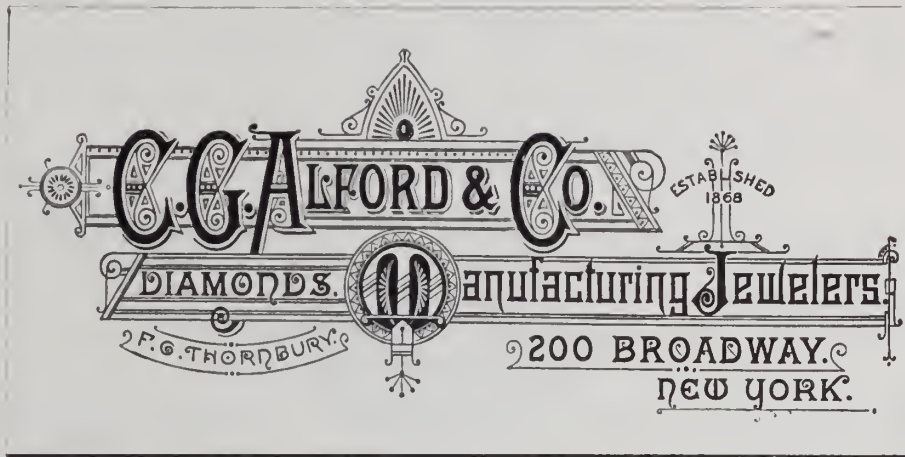 C.G. ALFORD & CO.
ESTABLISHED
1868
DIAMONDS. Manufacturing Jewelers.
F.G. THORNBURY.
200 BROADWAY.
NEW YORK.